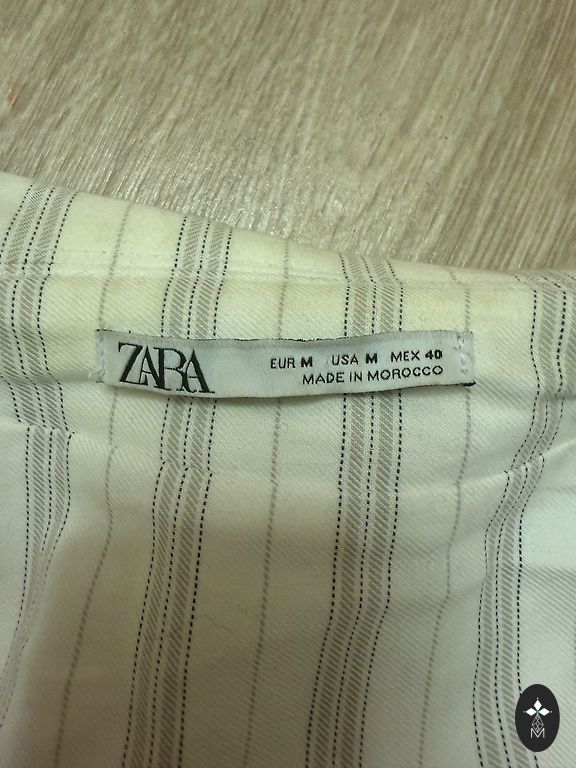 ZARA
EUR M USA M MEX 40
MADE IN MOROCCO
M